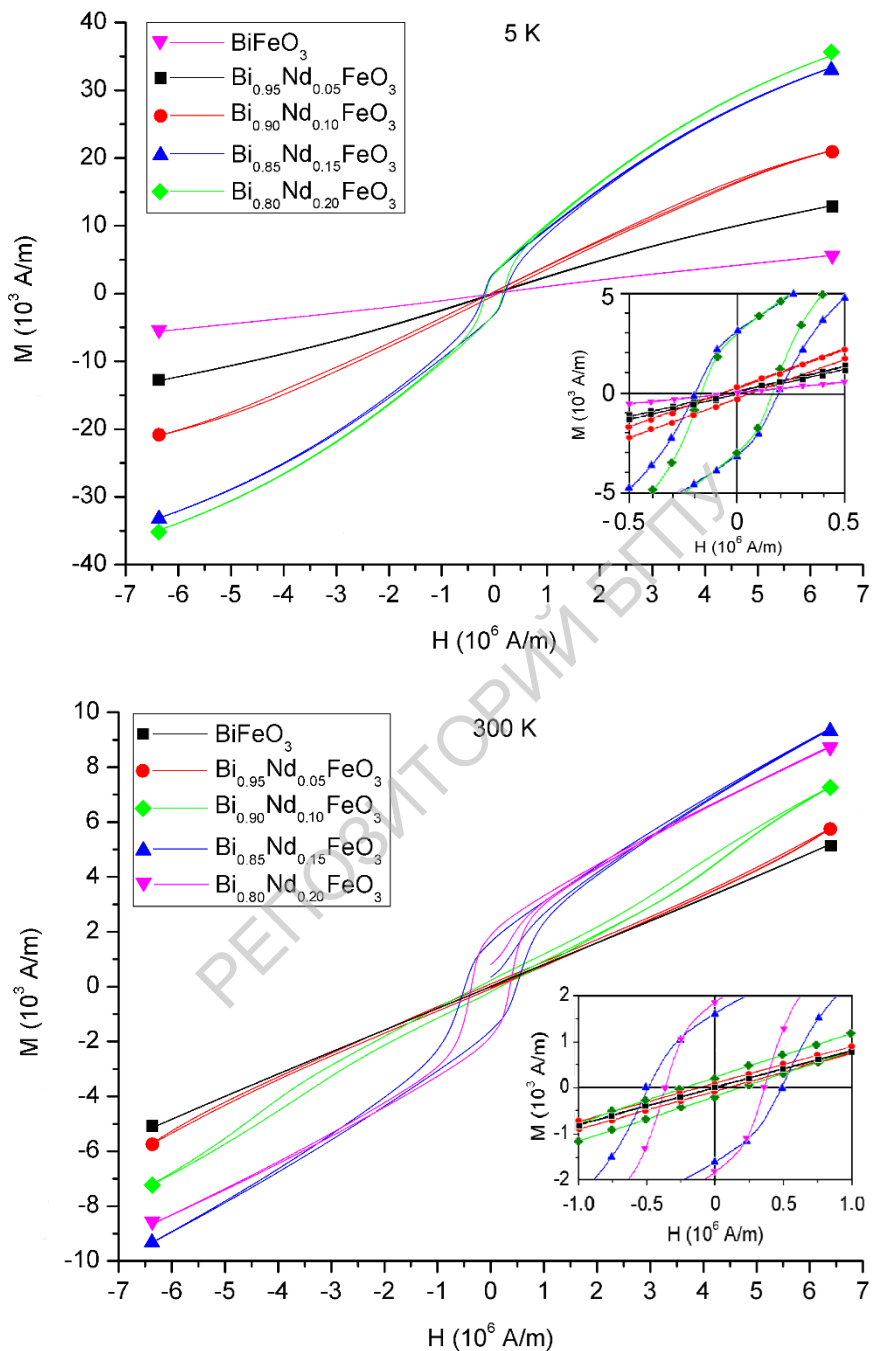 5 K
BiFeO3
Bi0.95Nd0.05FeO3
Bi0.90Nd0.10FeO3
Bi0.85Nd0.15FeO3
Bi0.80Nd0.20FeO3
40
30
20
10
0
-10
-20
-30
-40
M (10^3 A/m)
-7 -6 -5 -4 -3 -2 -1 0 1 2 3 4 5 6 7
H (10^6 A/m)
5
0
-5
M (10^3 A/m)
-0.5 0 0.5
H (10^6 A/m)
РЕПОЗИТОРИЙ БГПУ
300 K
BiFeO3
Bi0.95Nd0.05FeO3
Bi0.90Nd0.10FeO3
Bi0.85Nd0.15FeO3
Bi0.80Nd0.20FeO3
10
8
6
4
2
0
-2
-4
-6
-8
-10
M (10^3 A/m)
-7 -6 -5 -4 -3 -2 -1 0 1 2 3 4 5 6 7
H (10^6 A/m)
2
1
0
-1
-2
M (10^3 A/m)
-1.0 -0.5 0 0.5 1.0
H (10^6 A/m)